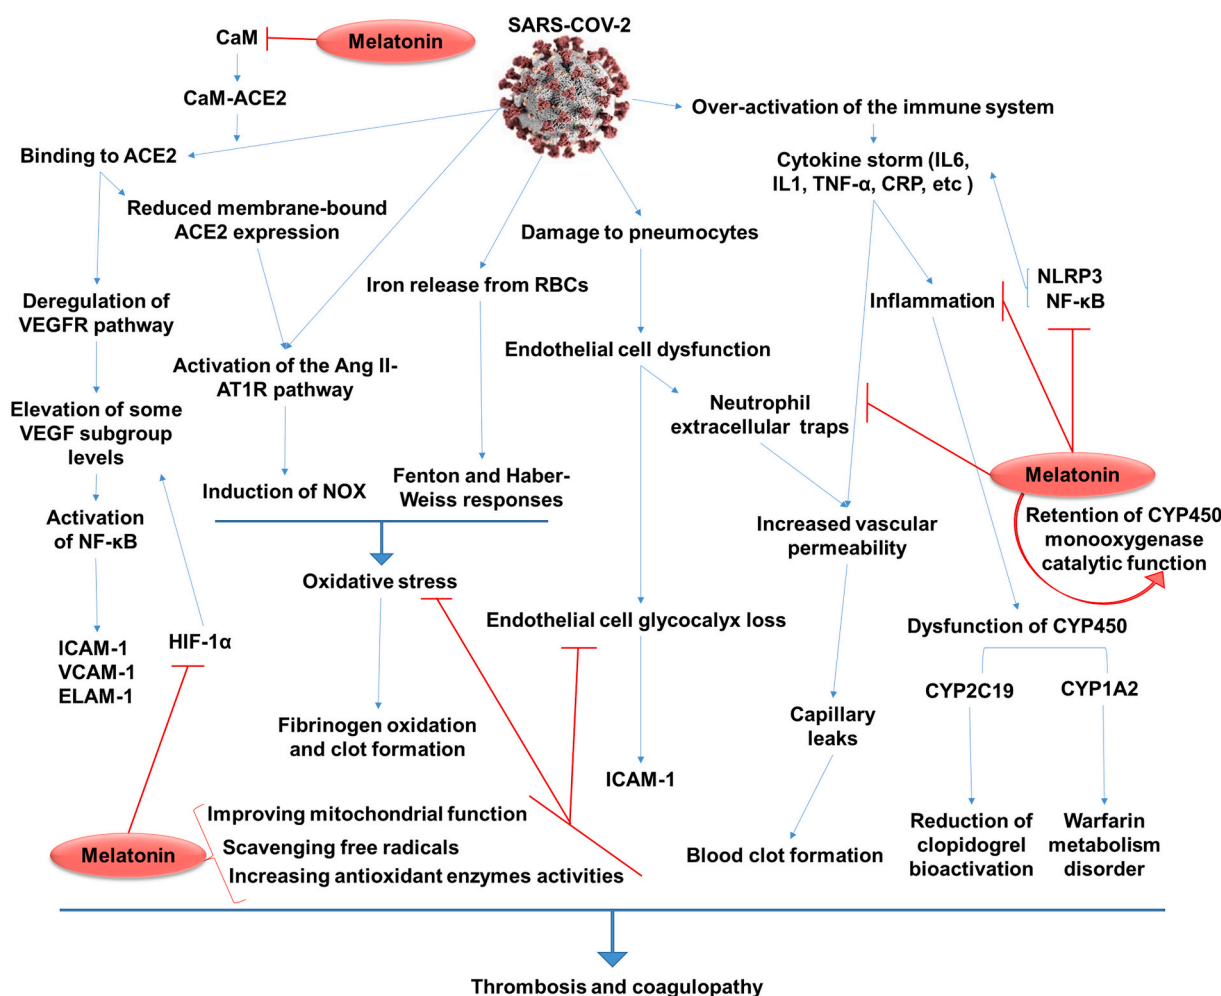 SARS-COV-2
CaM
Melatonin
CaM-ACE2
Over-activation of the immune system
Binding to ACE2
Cytokine storm (IL6,
IL1, TNF-α, CRP, etc )
Reduced membrane-bound
ACE2 expression
Damage to pneumocytes
NLRP3
NF-κB
Iron release from RBCs
Inflammation
Deregulation of
VEGFR pathway
Endothelial cell dysfunction
Activation of the Ang II-
AT1R pathway
Elevation of some
VEGF subgroup
levels
Neutrophil
extracellular traps
Melatonin
Fenton and Haber-
Weiss responses
Induction of NOX
Retention of CYP450
monooxygenase
catalytic function
Activation
of NF-κB
Increased vascular
permeability
Oxidative stress
Endothelial cell glycocalyx loss
Dysfunction of CYP450
HIF-1α
ICAM-1
VCAM-1
ELAM-1
CYP2C19
CYP1A2
Fibrinogen oxidation
and clot formation
Capillary
leaks
ICAM-1
Improving mitochondrial function
Melatonin
Scavenging free radicals
Increasing antioxidant enzymes activities
Blood clot formation
Reduction of
clopidogrel
bioactivation
Warfarin
metabolism
disorder
Thrombosis and coagulopathy